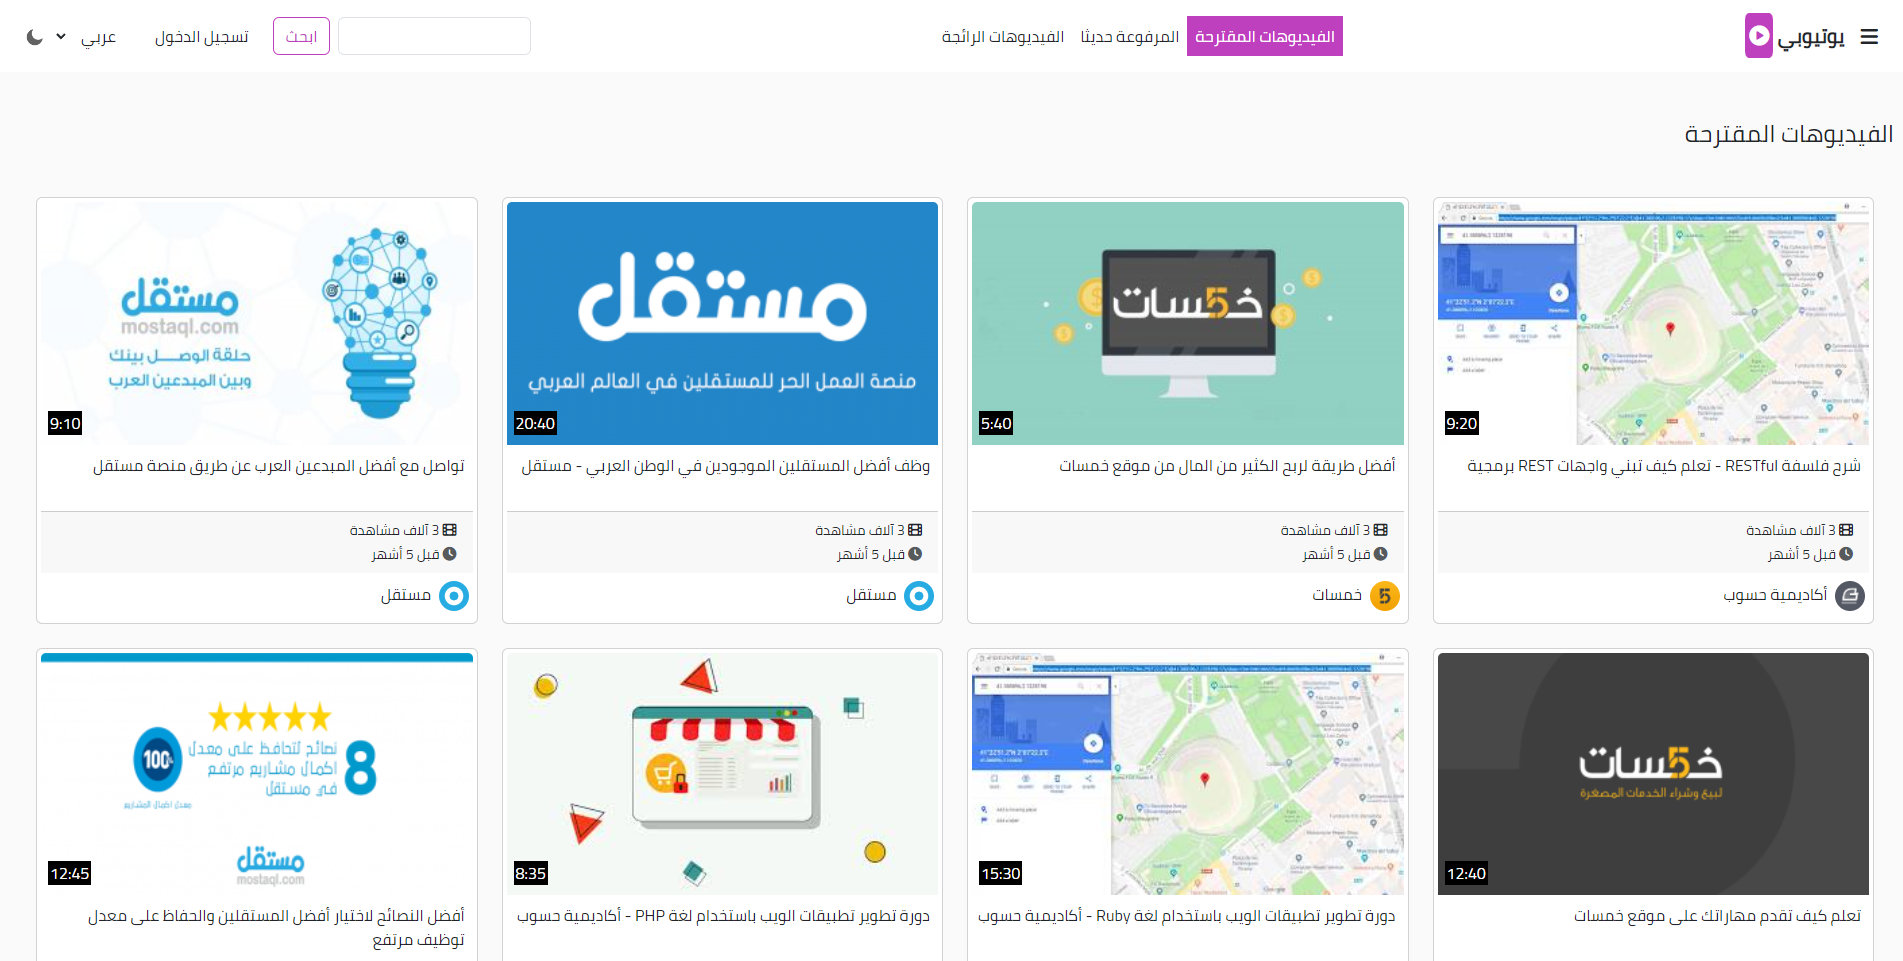 يوتيوبي
الفيديوهات المقترحة
المرفوعة حديثا
الفيديوهات الرائجة
ابحث
تسجيل الدخول
عربي
الفيديوهات المقترحة
9:20
شرح فلسفة RESTful - تعلم كيف تبني واجهات REST برمجية
3 آلاف مشاهدة
قبل 5 أشهر
أكاديمية حسوب
خمسات
5:40
أفضل طريقة لربح الكثير من المال من موقع خمسات
3 آلاف مشاهدة
قبل 5 أشهر
خمسات
مستقل
منصة العمل الحر للمستقلين في العالم العربي
20:40
وظف أفضل المستقلين الموجودين في الوطن العربي - مستقل
3 آلاف مشاهدة
قبل 5 أشهر
مستقل
مستقل
mostaql.com
حلقة الوصل بينك
وبين المبدعين العرب
9:10
تواصل مع أفضل المبدعين العرب عن طريق منصة مستقل
3 آلاف مشاهدة
قبل 5 أشهر
مستقل
خمسات
لبيع وشراء الخدمات المصغرة
12:40
تعلم كيف تقدم مهاراتك على موقع خمسات
15:30
دورة تطوير تطبيقات الويب باستخدام لغة Ruby - أكاديمية حسوب
8:35
دورة تطوير تطبيقات الويب باستخدام لغة PHP - أكاديمية حسوب
8
نصائح لتحافظ على معدل
اكمال مشاريع مرتفع
في مستقل
100%
معدل اكمال المشاريع
مستقل
mostaql.com
12:45
أفضل النصائح لاختيار أفضل المستقلين والحفاظ على معدل
توظيف مرتفع